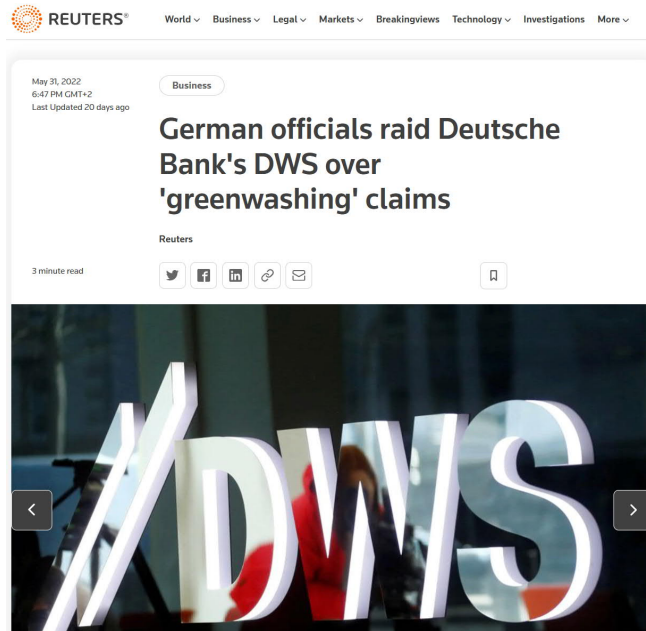 REUTERS®
World Business Legal Markets Breakingviews Technology Investigations More
May 31, 2022
6:47 PM GMT+2
Last Updated 20 days ago
Business
German officials raid Deutsche
Bank's DWS over
'greenwashing' claims
Reuters
3 minute read
//DWS